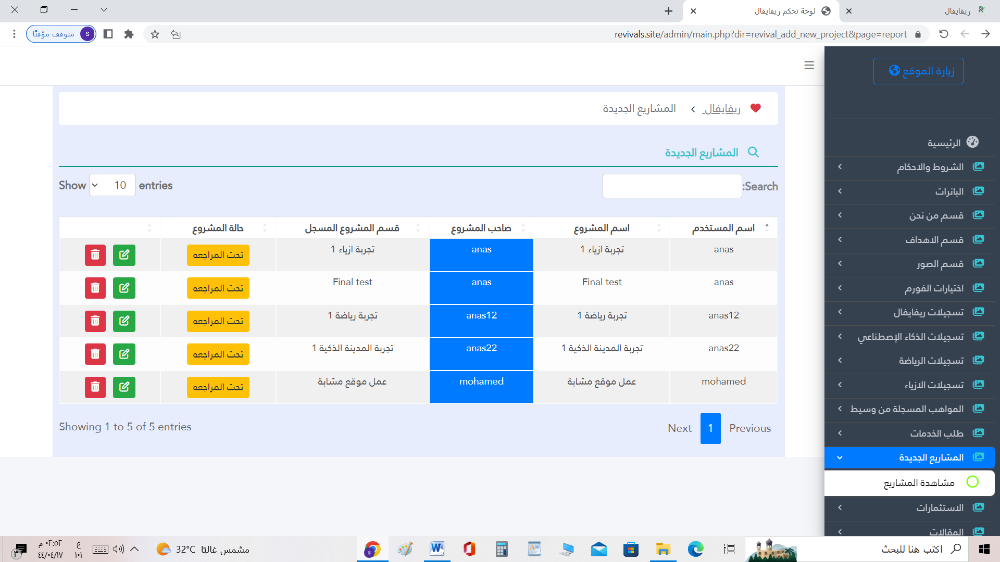 ريفايفال
لوحة تحكم ريفايفال
متوقف مؤقتًا
S
revivals.site/admin/main.php?dir=revival_add_new_project&page=report
زيارة الموقع
الرئيسية
الشروط والاحكام
البانرات
قسم من نحن
قسم الاهداف
قسم الصور
اختيارات الفورم
تسجيلات ريفايفال
تسجيلات الذكاء الإصطناعي
تسجيلات الرياضة
تسجيلات الازياء
المواهب المسجلة من وسيط
طلب الخدمات
المشاريع الجديدة
مشاهدة المشاريع
الاستثمارات
المقالات
ريفايفال
المشاريع الجديدة
المشاريع الجديدة
Search:
Show 10 entries
اسم المستخدم اسم المشروع صاحب المشروع قسم المشروع المسجل حالة المشروع
anas تجربة ازياء 1 anas تجربة ازياء 1 تحت المراجعه
anas Final test anas Final test تحت المراجعه
anas12 تجربة رياضة 1 anas12 تجربة رياضة 1 تحت المراجعه
anas22 تجربة المدينة الذكية 1 anas22 تجربة المدينة الذكية 1 تحت المراجعه
mohamed عمل موقع مشابة mohamed عمل موقع مشابة تحت المراجعه
Showing 1 to 5 of 5 entries
Previous 1 Next
اكتب هنا للبحث
32°C مشمس غالبًا
ع
١٠١
٠٢:٥٢ م
٤٤/٠٤/١٧
٣